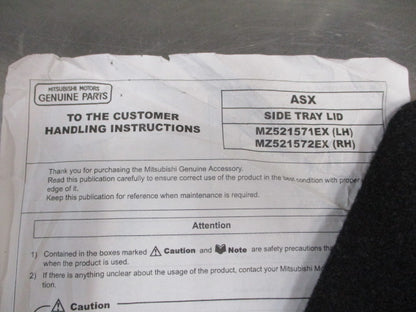 MITSUBISHI MOTORS
GENUINE PARTS
TO THE CUSTOMER
HANDLING INSTRUCTIONS
ASX
SIDE TRAY LID
MZ521571EX (LH)
MZ521572EX (RH)
Thank you for purchasing the Mitsubishi Genuine Accessory.
Read this publication carefully to ensure correct use of the product in the best condition with proper
edge of it.
Keep this publication for reference when maintenance is required.
Attention
1) Contained in the boxes marked Caution and Note are safety precautions tha
when the product is used.
2) If there is anything unclear about the usage of the product, contact your Mitsubishi M
tion.
Caution